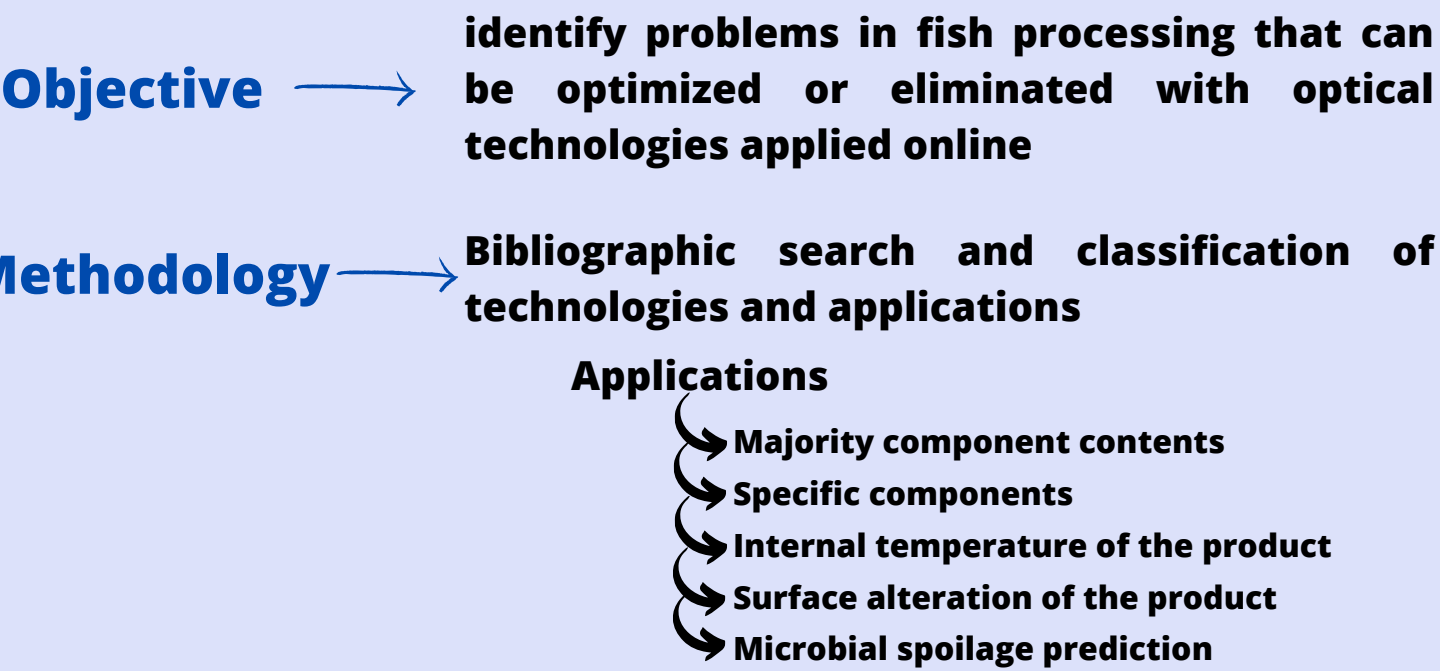 identify problems in fish processing that can
Objective
be optimized or eliminated with optical
technologies applied online
Bibliographic search and classification of
Methodology
technologies and applications
Applications
Majority component contents
Specific components
Internal temperature of the product
Surface alteration of the product
Microbial spoilage prediction